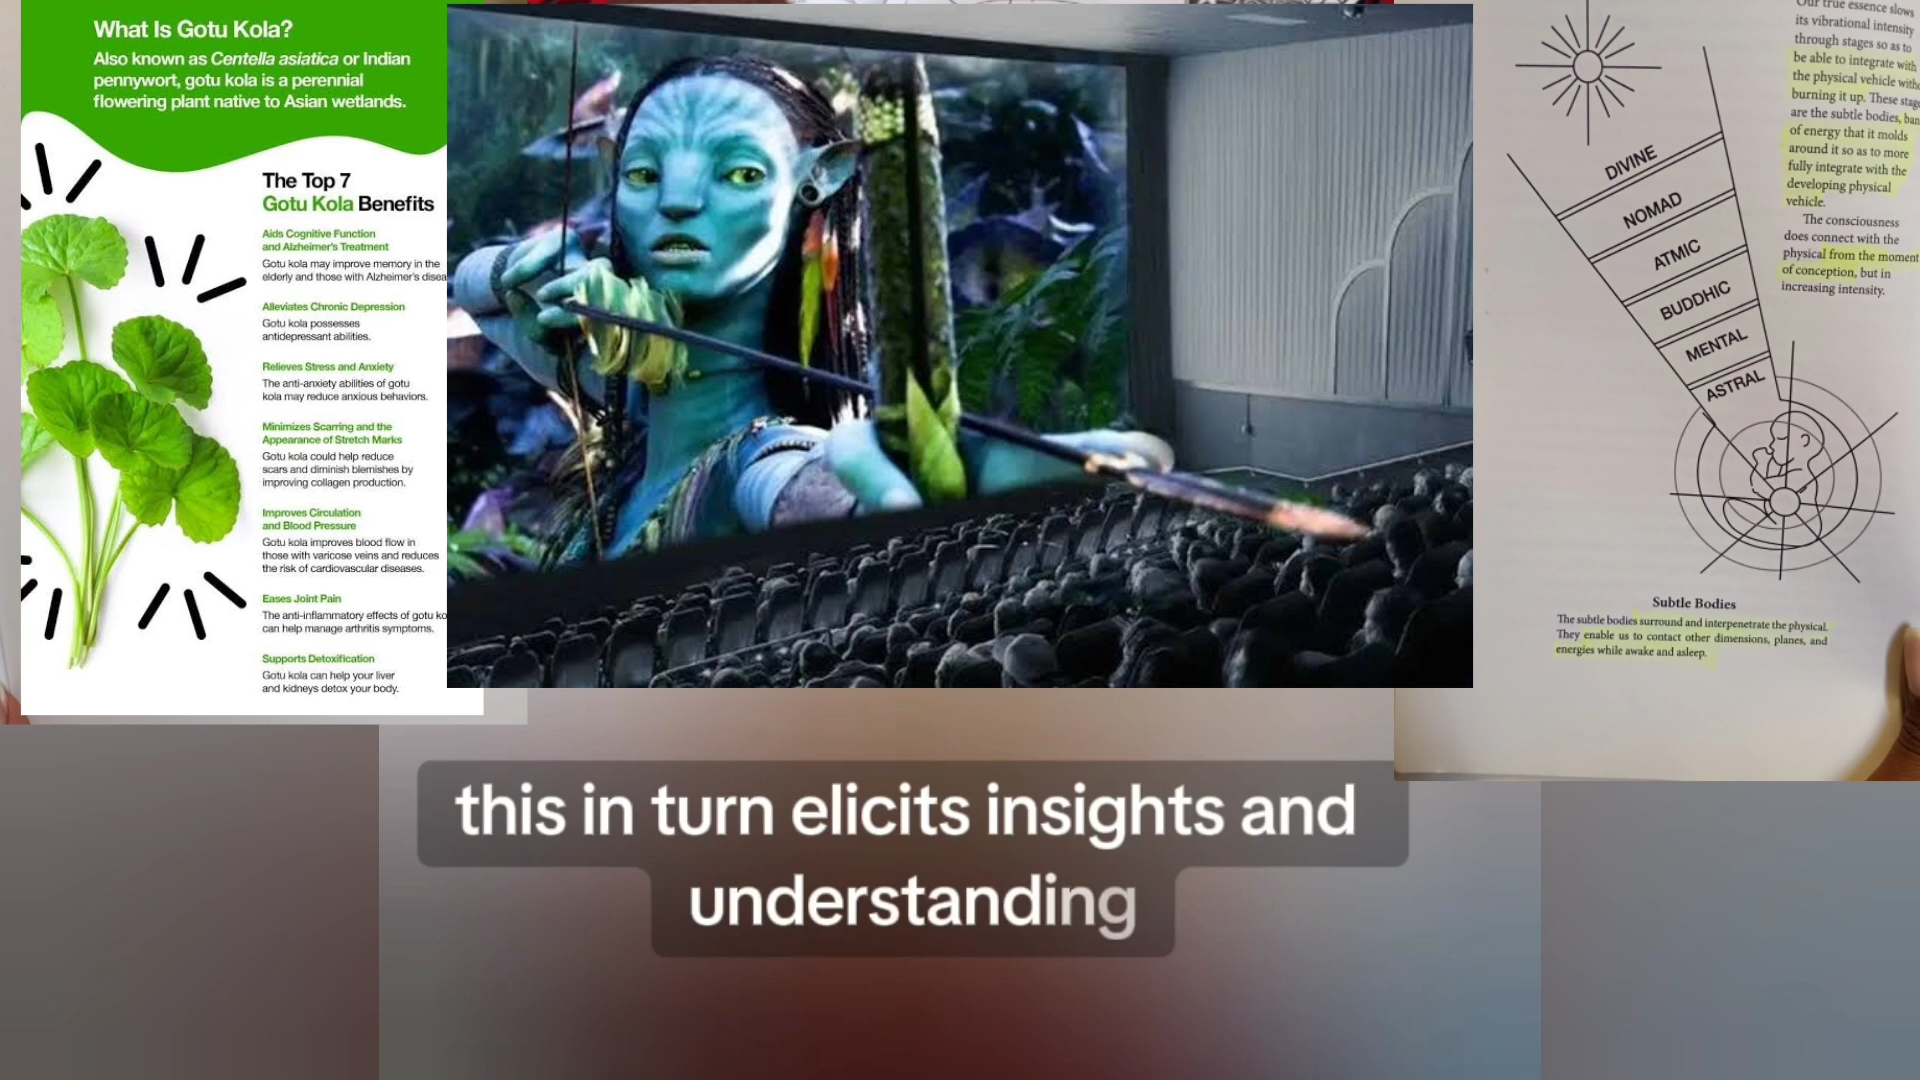 What Is Gotu Kola?
Also known as Centella asiatica or Indian
pennywort, gotu kola is a perennial
flowering plant native to Asian wetlands.
The Top 7
Gotu Kola Benefits
Aids Cognitive Function
and Alzheimer's Treatment
Gotu kola may improve memory in the
elderly and those with Alzheimer's disea
Alleviates Chronic Depression
Gotu kola possesses
antidepressant abilities.
Relieves Stress and Anxiety
The anti-anxiety abilities of gotu
kola may reduce anxious behaviors.
Minimizes Scarring and the
Appearance of Stretch Marks
Gotu kola could help reduce
scars and diminish blemishes by
improving collagen production.
Improves Circulation
and Blood Pressure
Gotu kola improves blood flow in
those with varicose veins and reduces
the risk of cardiovascular diseases.
Eases Joint Pain
The anti-inflammatory effects of gotu ko
can help manage arthritis symptoms.
Supports Detoxification
Gotu kola can help your liver
and kidneys detox your body.
Our true essence slows
its vibrational intensity
through stages so as to
be able to integrate with
the physical vehicle witho
burning it up. These stag
are the subtle bodies, ban
of energy that it molds
around it so as to more
fully integrate with the
developing physical
vehicle.
The consciousness
does connect with the
physical from the moment
of conception, but in
increasing intensity.
DIVINE
NOMAD
ATMIC
BUDDHIC
MENTAL
ASTRAL
Subtle Bodies
The subtle bodies surround and interpenetrate the physical.
They enable us to contact other dimensions, planes, and
energies while awake and asleep.
this in turn elicits insights and
understanding